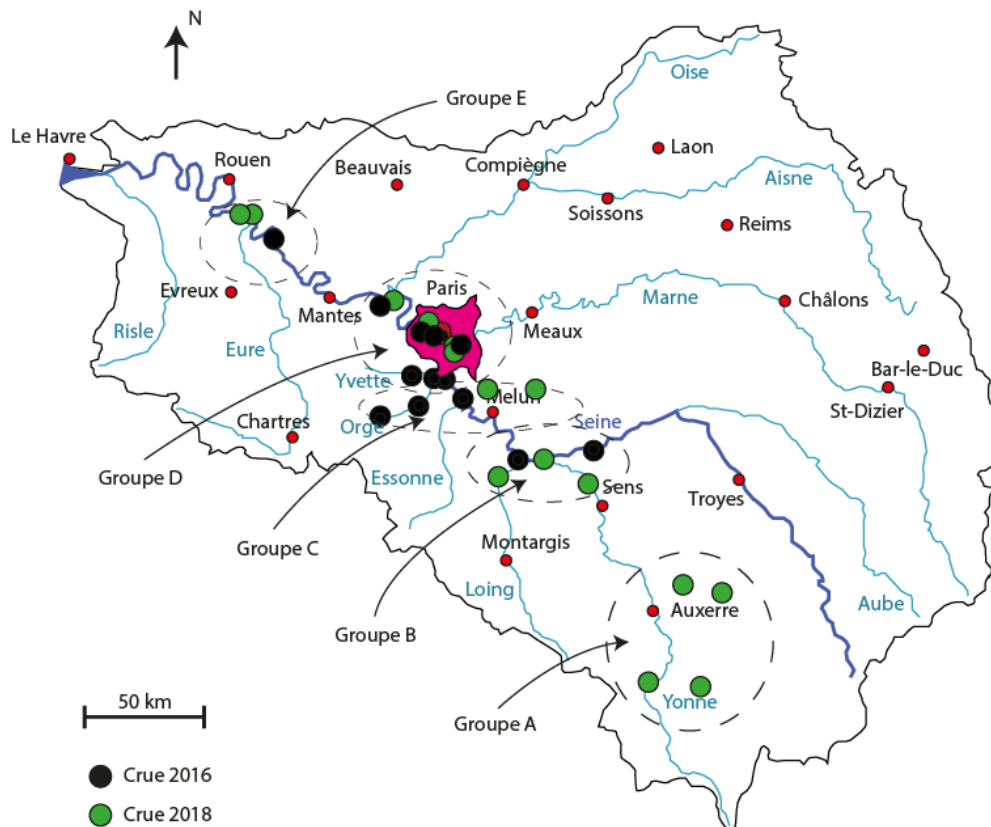 N
Oise
Groupe E
Le Havre
Rouen
Beauvais
Compiègne
Laon
Aisne
Soissons
Reims
Evreux
Mantes
Paris
Marne
Châlons
Risle
Eure
Meaux
Bar-le-Duc
Yvette
Melun
St-Dizier
Chartres
Orge
Seine
Groupe D
Essonne
Sens
Troyes
Groupe C
Montargis
Loing
Auxerre
Aube
Groupe B
Yonne
Groupe A
50 km
Crue 2016
Crue 2018